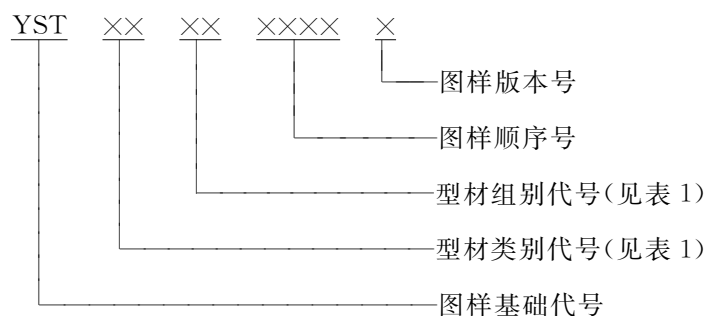 YST ×× ×× ×××× ×
图样版本号
图样顺序号
型材组别代号(见表 1)
型材类别代号(见表 1)
图样基础代号